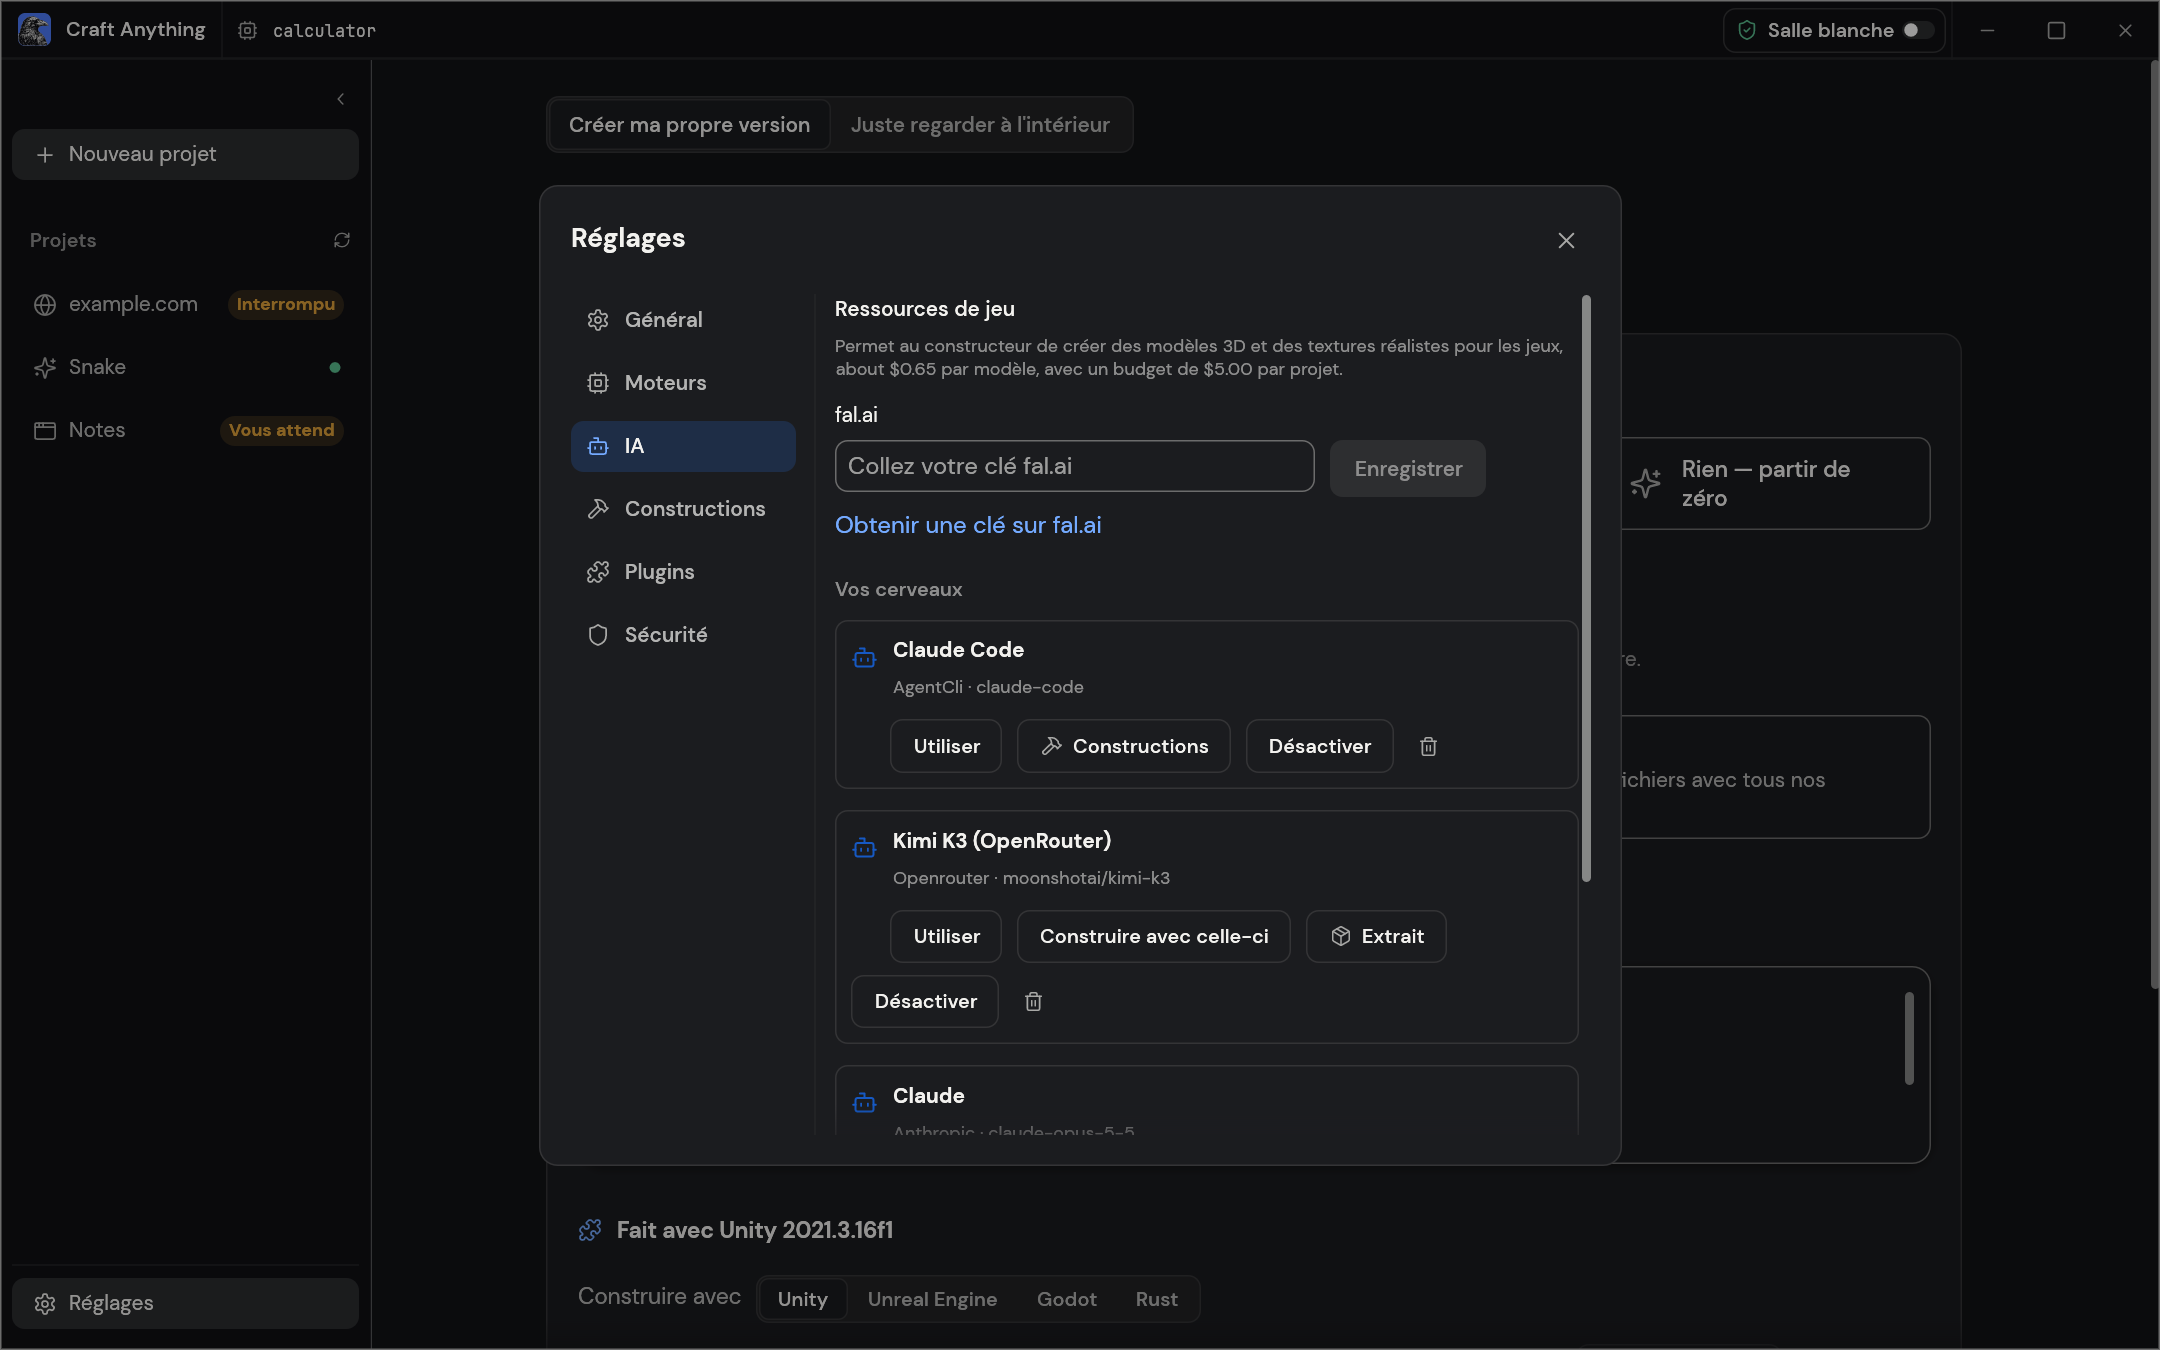 Craft Anything
calculator
Salle blanche
Nouveau projet
Projets
example.com
Interrompu
Snake
Notes
Vous attend
Réglages
Créer ma propre version
Juste regarder à l'intérieur
Réglages
Général
Moteurs
IA
Constructions
Plugins
Sécurité
Ressources de jeu
Permet au constructeur de créer des modèles 3D et des textures réalistes pour les jeux,
about $0.65 par modèle, avec un budget de $5.00 par projet.
fal.ai
Collez votre clé fal.ai
Enregistrer
Obtenir une clé sur fal.ai
Vos cerveaux
Claude Code
AgentCli · claude-code
Utiliser
Constructions
Désactiver
Kimi K3 (OpenRouter)
Openrouter · moonshotai/kimi-k3
Utiliser
Construire avec celle-ci
Extrait
Désactiver
Claude
Anthropic · claude-opus-5-5
Rien — partir de
zéro
re.
ichiers avec tous nos
Fait avec Unity 2021.3.16f1
Construire avec
Unity
Unreal Engine
Godot
Rust